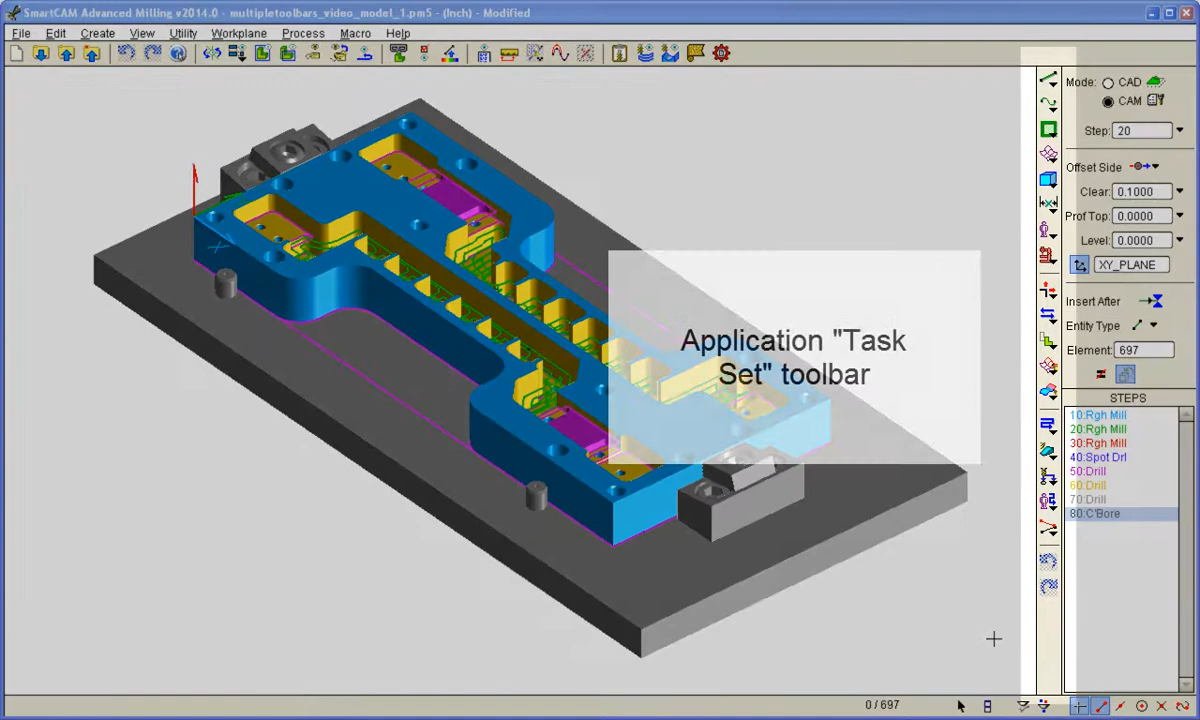 SmartCAM Advanced Milling v2014.0 - multipletoolbars_video_model_1.pm5 - (Inch) - Modified
File Edit Create View Utility Workplane Process Macro Help
Mode: CAD
CAM
Step: 20
Offset Side
Clear: 0.1000
Prof Top: 0.0000
Level: 0.0000
XY_PLANE
Insert After
Entity Type
Element: 697
STEPS
10:Rgh Mill
20:Rgh Mill
30:Rgh Mill
40:Spot Drl
50:Drill
60:Drill
70:Drill
80:C'Bore
Application "Task
Set" toolbar
0 / 697